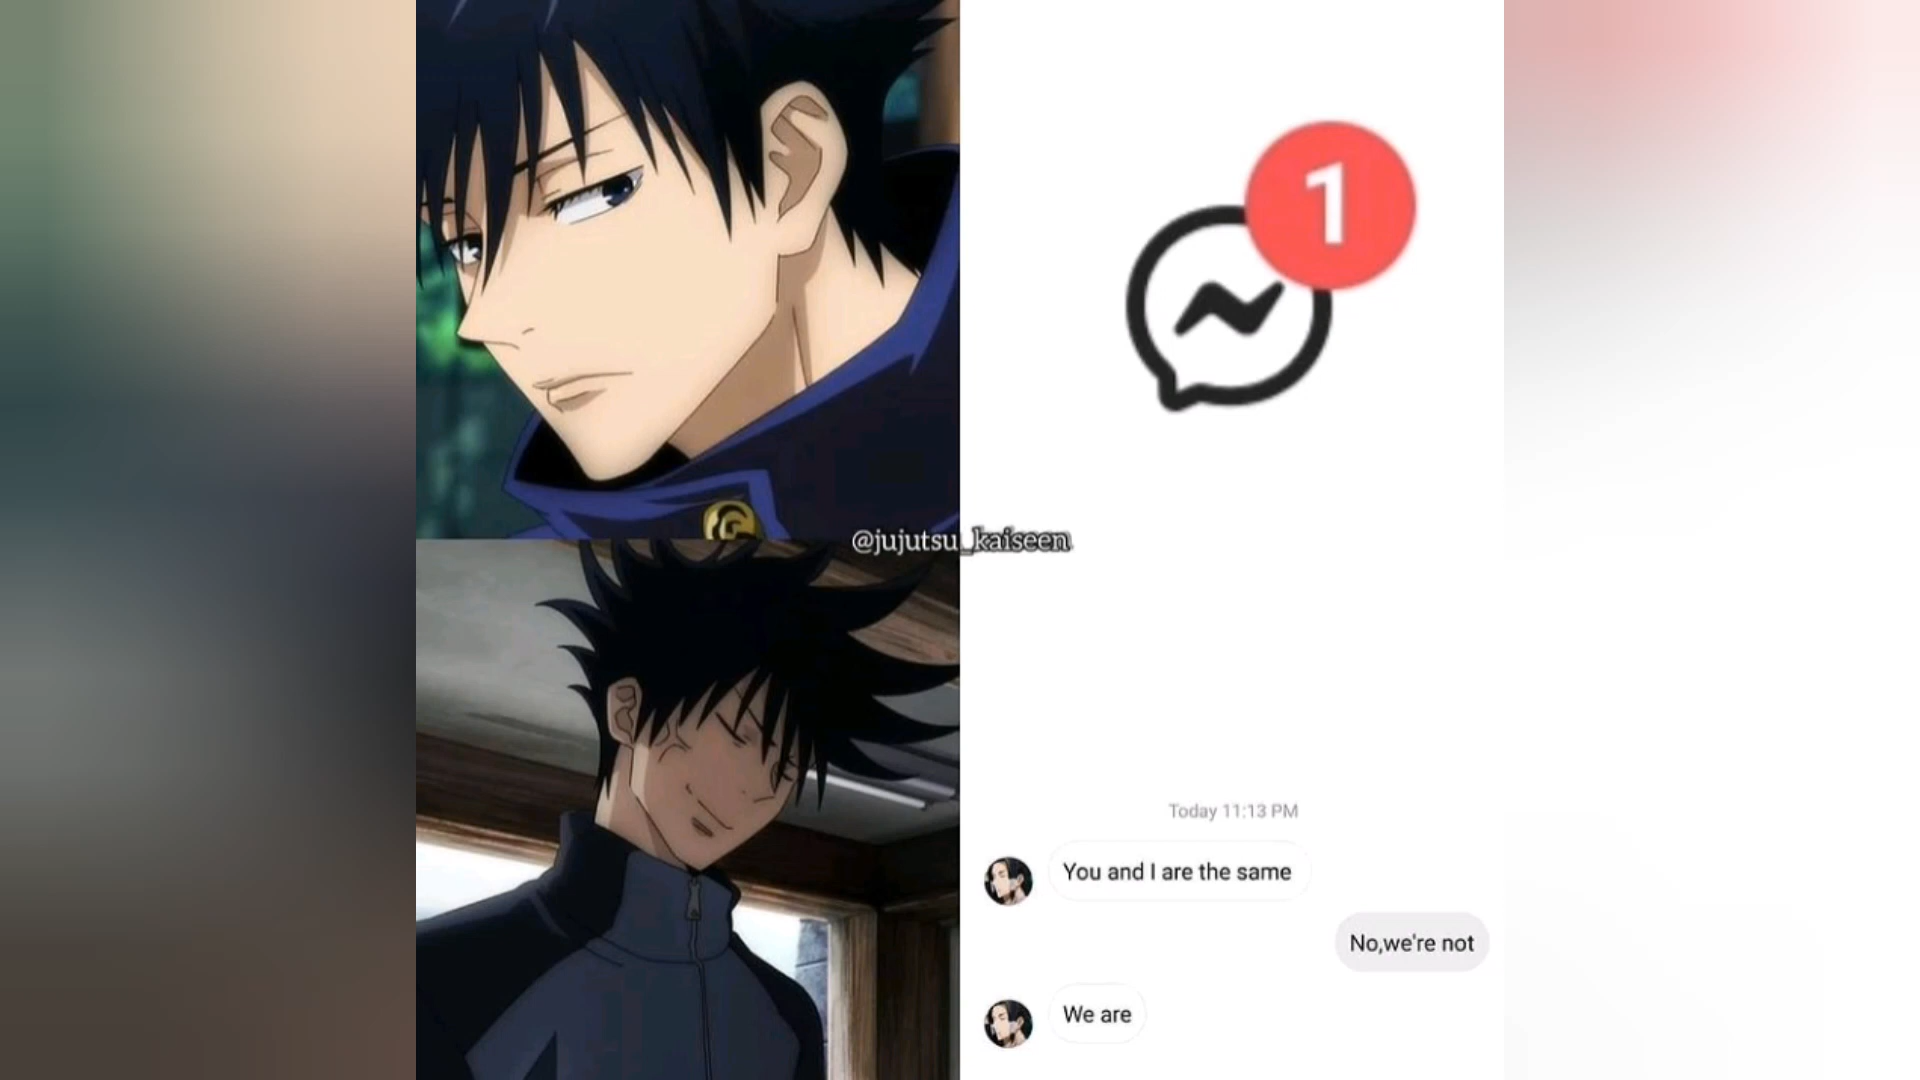 1
@jujutsu_kaiseen
Today 11:13 PM
You and I are the same
No,we're not
We are